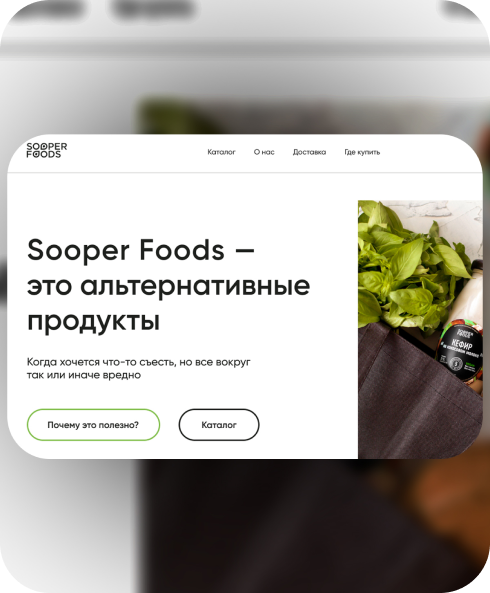 SOOPER
FOODS
Каталог
О нас
Доставка
Где купить
Sooper Foods —
это альтернативные
продукты
Когда хочется что-то съесть, но все вокруг
так или иначе вредно
Почему это полезно?
Каталог
КЕФИР